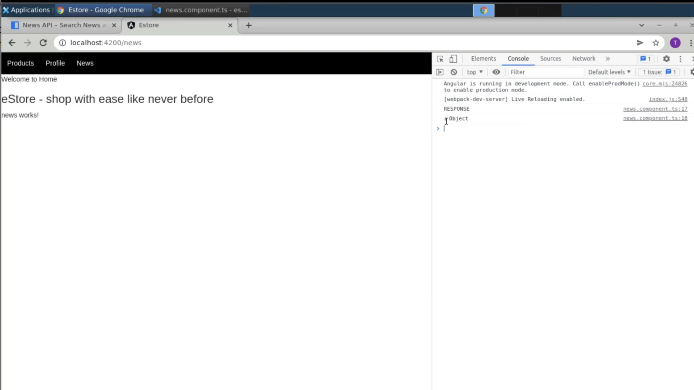 Applications
Estore - Google Chrome
news.component.ts - es...
News API – Search News
Estore
localhost:4200/news
Products Profile News
Welcome to Home
eStore - shop with ease like never before
news works!
Elements Console Sources Network »
1
top Filter Default levels 1 Issue: 1
Angular is running in development mode. Call enableProdMode() core.mjs:24826
to enable production mode.
[webpack-dev-server] Live Reloading enabled. index.js:548
RESPONSE news.component.ts:17
Object news.component.ts:18
T